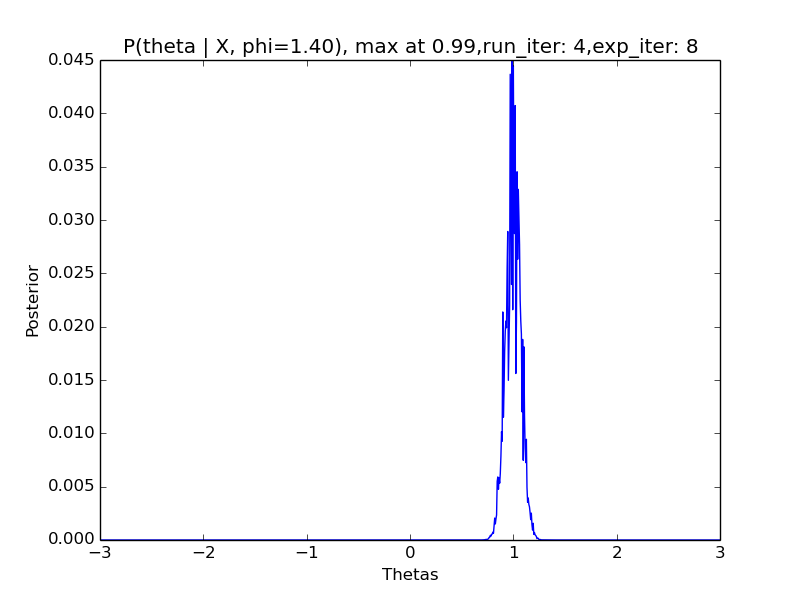 P(theta | X, phi=1.40), max at 0.99,run_iter: 4,exp_iter: 8
0.045
0.040
0.035
0.030
0.025
0.020
0.015
0.010
0.005
0.000
Posterior
−3 −2 −1 0 1 2 3
Thetas